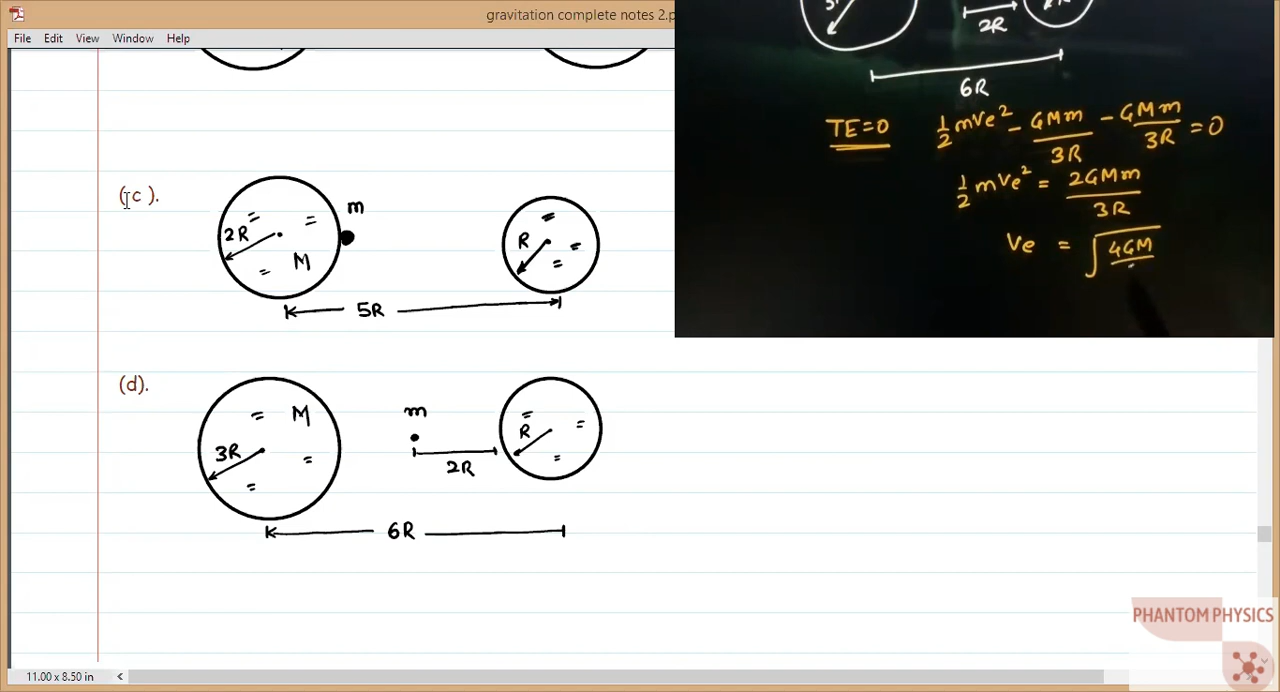 gravitation complete notes 2.p
File Edit View Window Help
2R
6R
TE=0 ½mVe² - GMm/3R - GMm/3R = 0
½mVe² = 2GMm/3R
Ve = √4GM
(c ).
m
2R
M
R
5R
(d).
M
m
3R
R
2R
6R
PHANTOM PHYSICS
11.00 x 8.50 in